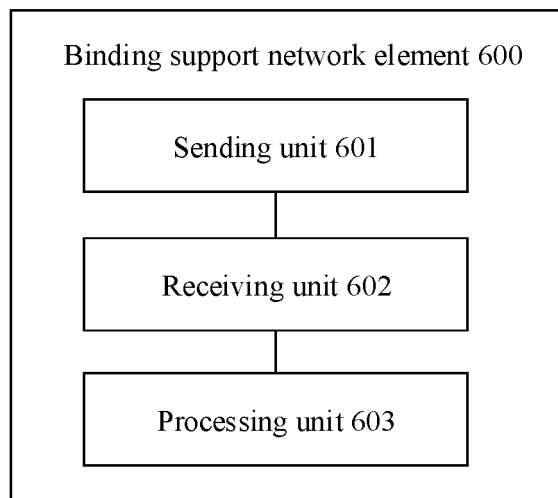 Binding support network element 600
Sending unit 601
Receiving unit 602
Processing unit 603